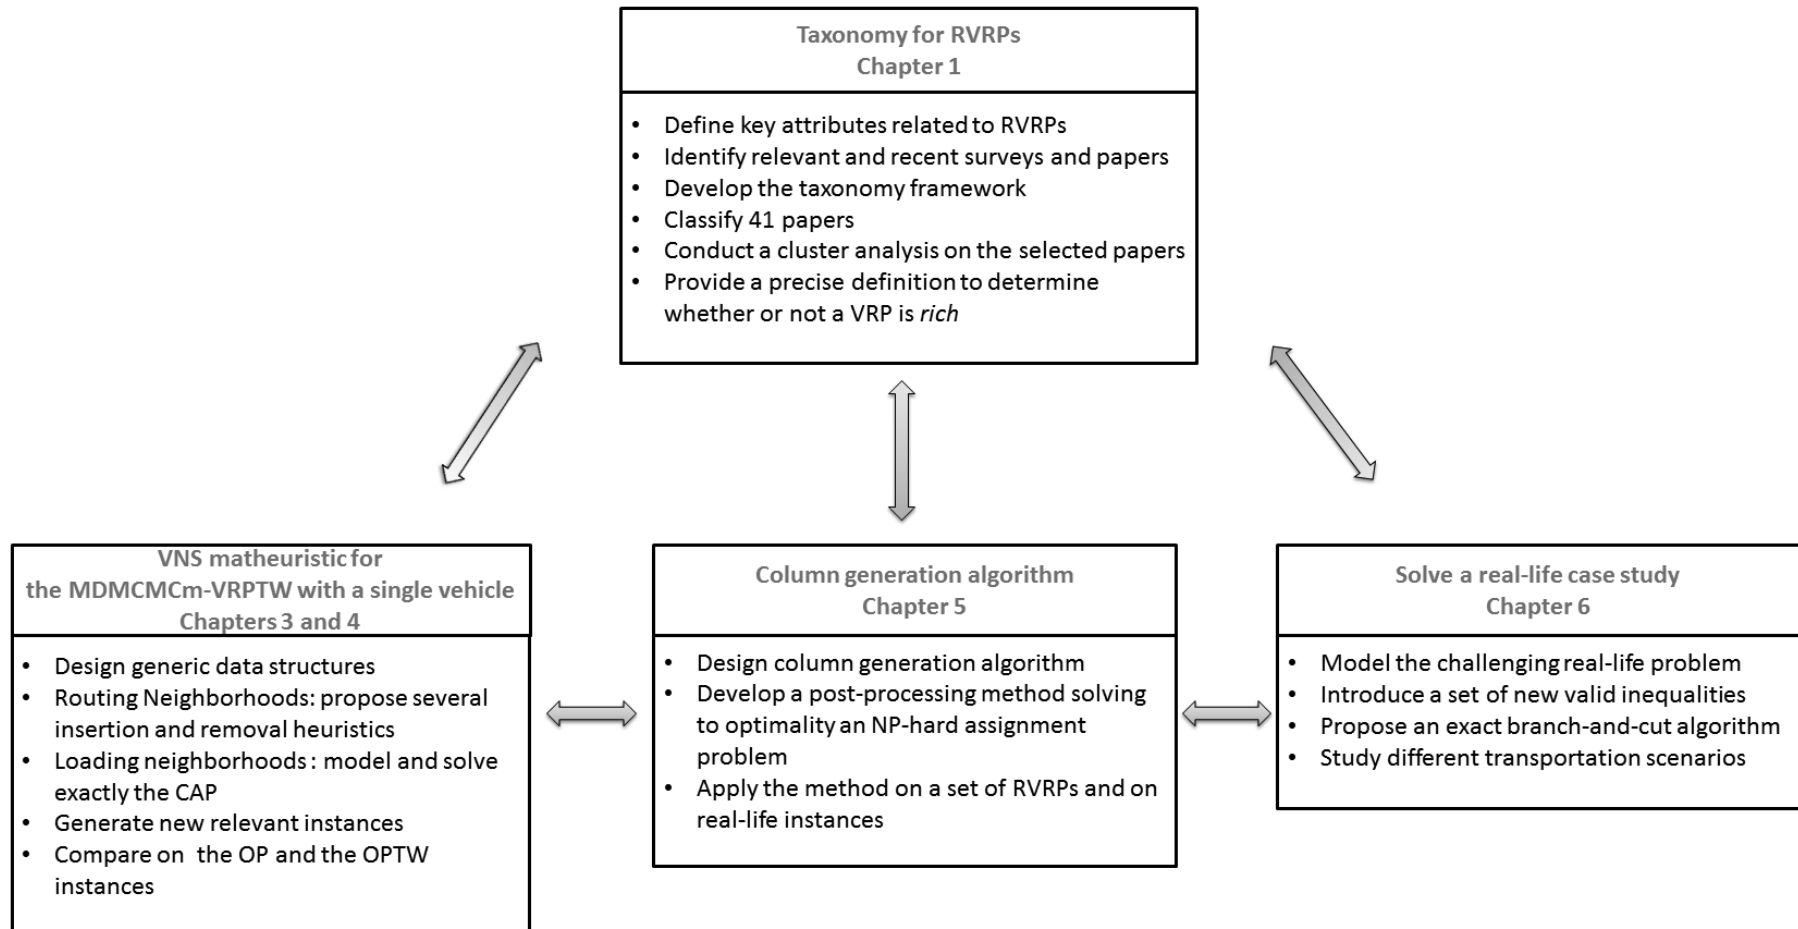 Taxonomy for RVRPs
Chapter 1
• Define key attributes related to RVRPs
• Identify relevant and recent surveys and papers
• Develop the taxonomy framework
• Classify 41 papers
• Conduct a cluster analysis on the selected papers
• Provide a precise definition to determine
whether or not a VRP is rich
VNS matheuristic for
the MDMCMCm-VRPTW with a single vehicle
Chapters 3 and 4
• Design generic data structures
• Routing Neighborhoods: propose several
insertion and removal heuristics
• Loading neighborhoods : model and solve
exactly the CAP
• Generate new relevant instances
• Compare on the OP and the OPTW
instances
Column generation algorithm
Chapter 5
• Design column generation algorithm
• Develop a post-processing method solving
to optimality an NP-hard assignment
problem
• Apply the method on a set of RVRPs and on
real-life instances
Solve a real-life case study
Chapter 6
• Model the challenging real-life problem
• Introduce a set of new valid inequalities
• Propose an exact branch-and-cut algorithm
• Study different transportation scenarios